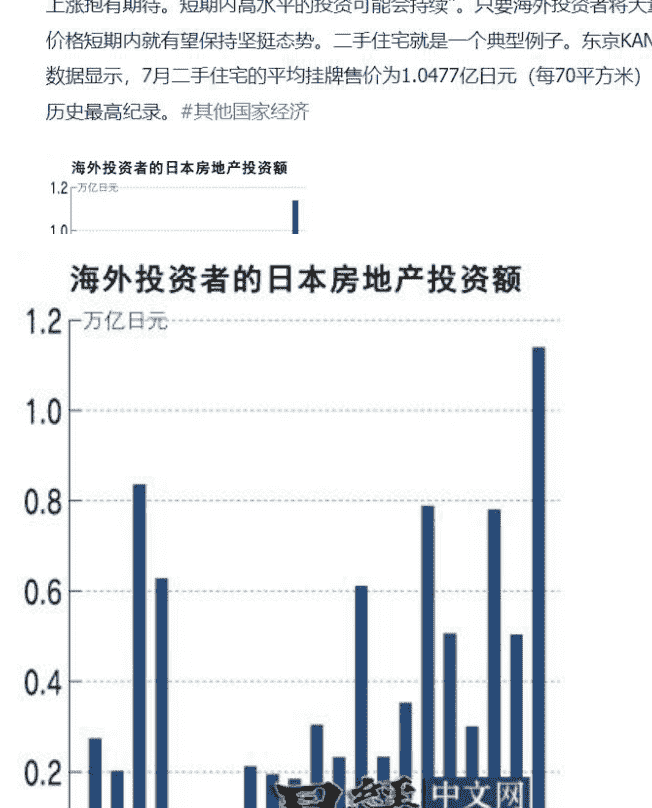 上涨抱有期待。短期内高水平的投资可能会持续”。只要海外投资者将大
价格短期内就有望保持坚挺态势。二手住宅就是一个典型例子。东京KAN
数据显示，7月二手住宅的平均挂牌售价为1.0477亿日元（每70平方米）
历史最高纪录。#其他国家经济
海外投资者的日本房地产投资额
1.2 万亿日元
1.0
海外投资者的日本房地产投资额
1.2 万亿日元
1.0
0.8
0.6
0.4
0.2
日經中文网